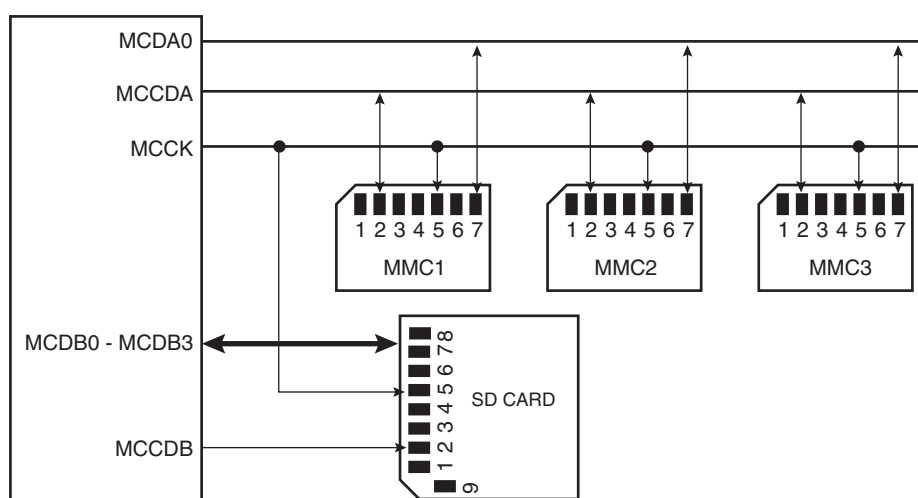 MCDA0
MCCDA
MCCK
1 2 3 4 5 6 7
MMC1
1 2 3 4 5 6 7
MMC2
1 2 3 4 5 6 7
MMC3
MCDB0 - MCDB3
MCCDB
1 2 3 4 5 6 7 8
9
SD CARD